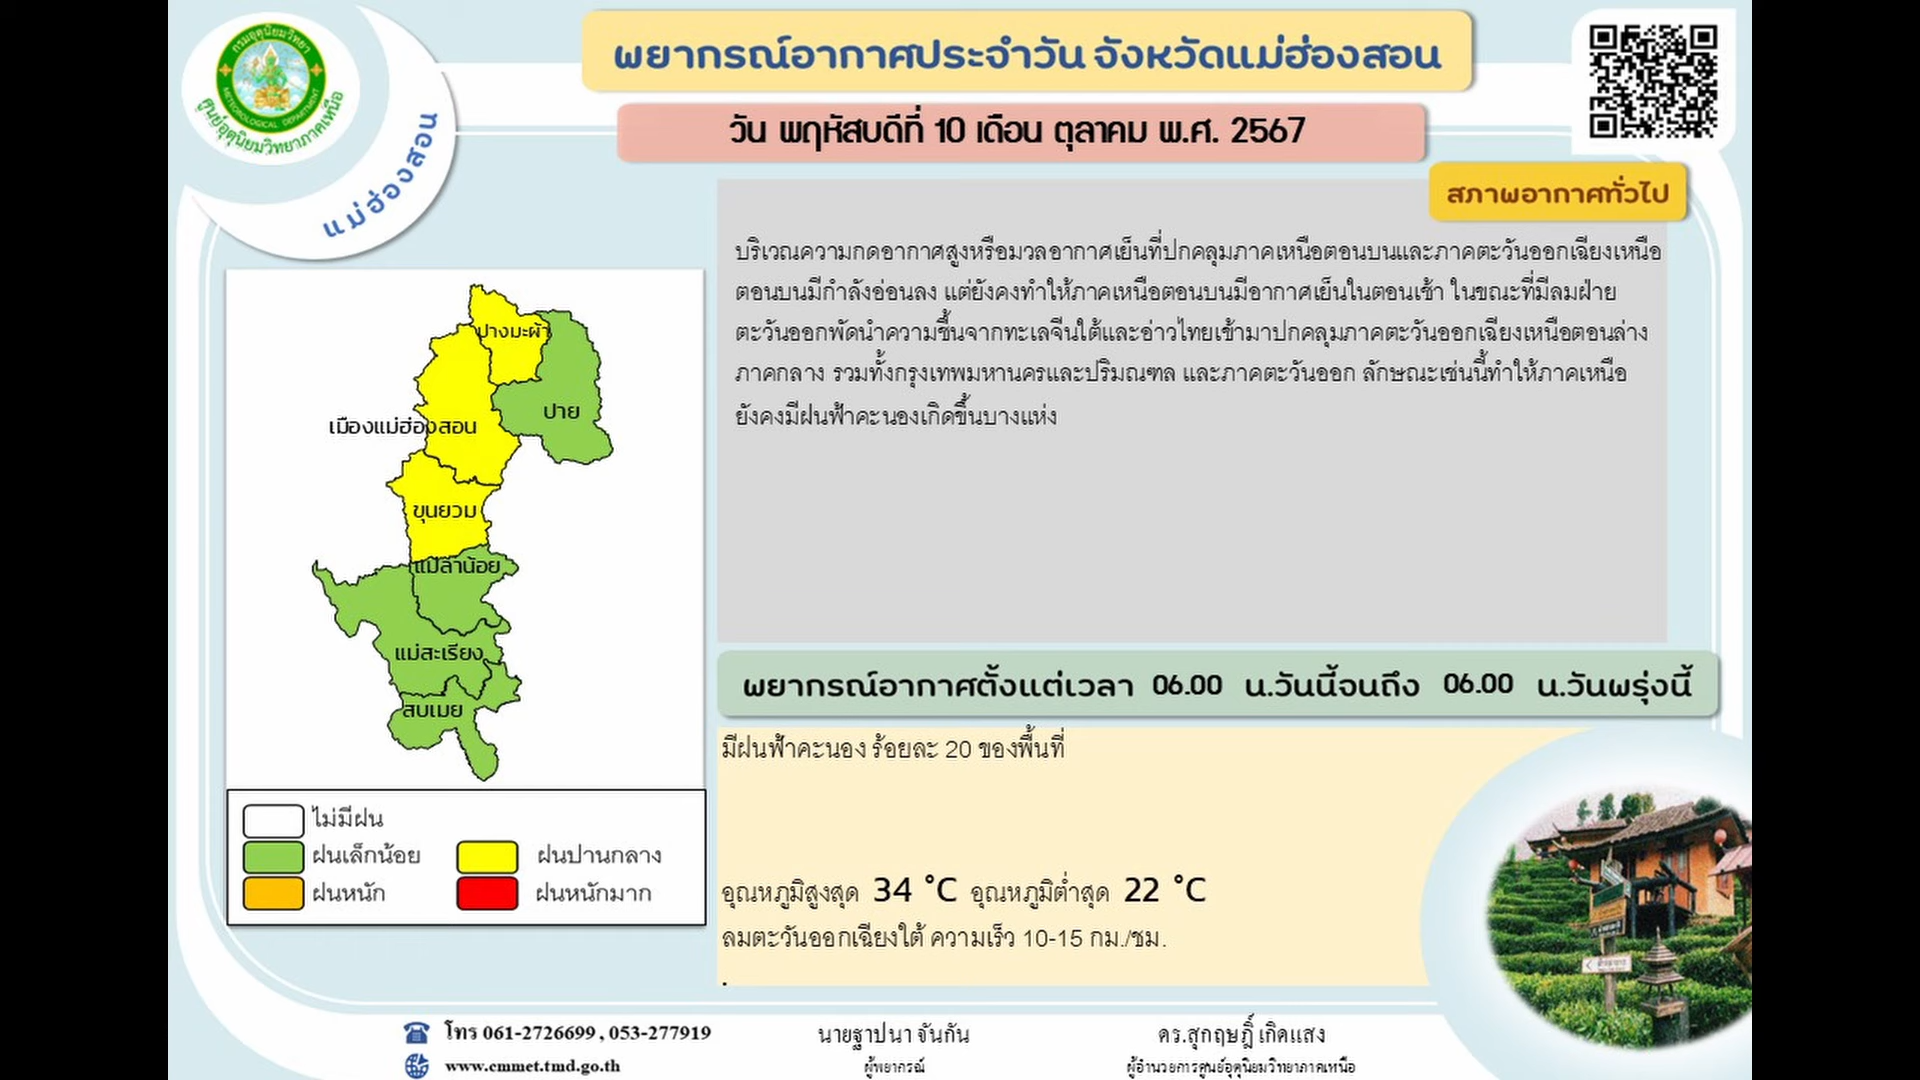 กรมอุตุนิยมวิทยา
METEOROLOGICAL DEPARTMENT
ศูนย์อุตุนิยมวิทยาภาคเหนือ
แม่ฮ่องสอน
พยากรณ์อากาศประจำวัน จังหวัดแม่ฮ่องสอน
วัน พฤหัสบดีที่ 10 เดือน ตุลาคม พ.ศ. 2567
สภาพอากาศทั่วไป
บริเวณความกดอากาศสูงหรือมวลอากาศเย็นที่ปกคลุมภาคเหนือตอนบนและภาคตะวันออกเฉียงเหนือ
ตอนบนมีกำลังอ่อนลง แต่ยังคงทำให้ภาคเหนือตอนบนมีอากาศเย็นในตอนเช้า ในขณะที่มีลมฝ่าย
ตะวันออกพัดนำความชื้นจากทะเลจีนใต้และอ่าวไทยเข้ามาปกคลุมภาคตะวันออกเฉียงเหนือตอนล่าง
ภาคกลาง รวมทั้งกรุงเทพมหานครและปริมณฑล และภาคตะวันออก ลักษณะเช่นนี้ทำให้ภาคเหนือ
ยังคงมีฝนฟ้าคะนองเกิดขึ้นบางแห่ง
ปางมะผ้า
ปาย
เมืองแม่ฮ่องสอน
ขุนยวม
แม่ลาน้อย
แม่สะเรียง
สบเมย
ไม่มีฝน
ฝนเล็กน้อย
ฝนปานกลาง
ฝนหนัก
ฝนหนักมาก
พยากรณ์อากาศตั้งแต่เวลา 06.00 น.วันนี้จนถึง 06.00 น.วันพรุ่งนี้
มีฝนฟ้าคะนอง ร้อยละ 20 ของพื้นที่
อุณหภูมิสูงสุด 34 °C อุณหภูมิต่ำสุด 22 °C
ลมตะวันออกเฉียงใต้ ความเร็ว 10-15 กม./ชม.
.
โทร 061-2726699 , 053-277919
www.cmmet.tmd.go.th
นายฐาปนา จันกัน
ผู้พยากรณ์
ดร.สุกฤษฎิ์ เกิดแสง
ผู้อำนวยการศูนย์อุตุนิยมวิทยาภาคเหนือ